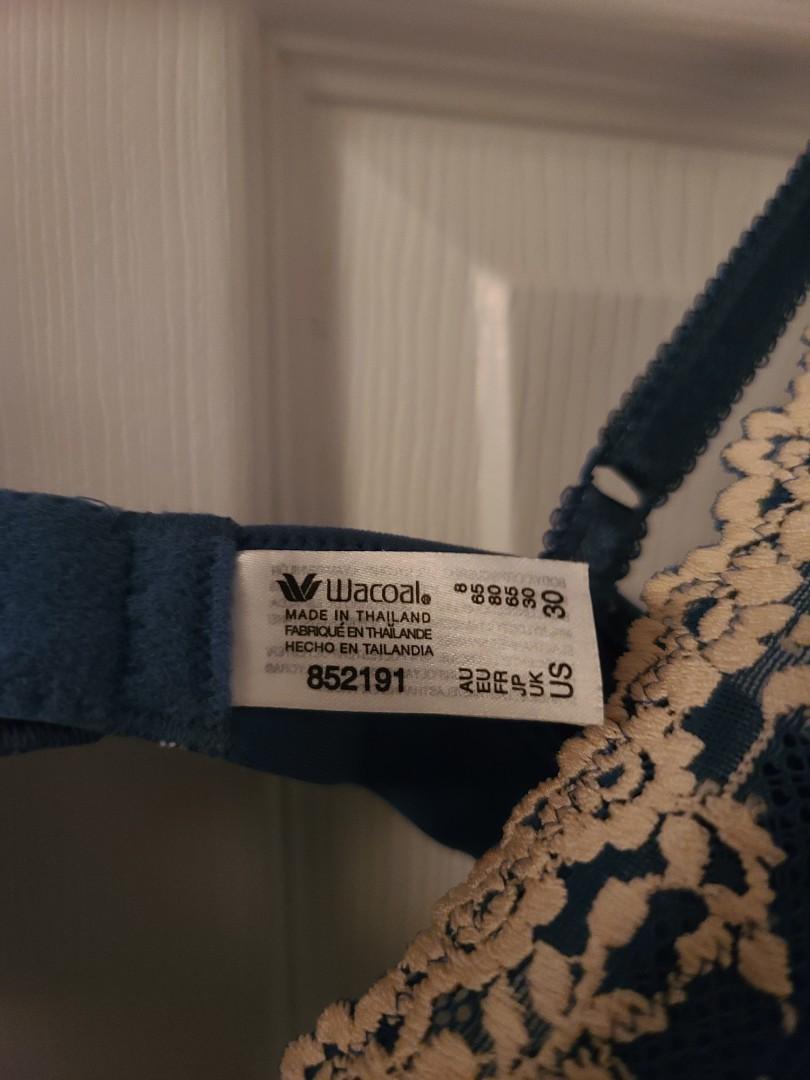 Wacoal®
MADE IN THAILAND
FABRIQUÉ EN THAÏLANDE
HECHO EN TAILANDIA
852191
AU 8
EU 65
FR 80
JP 65
UK 30
US 30